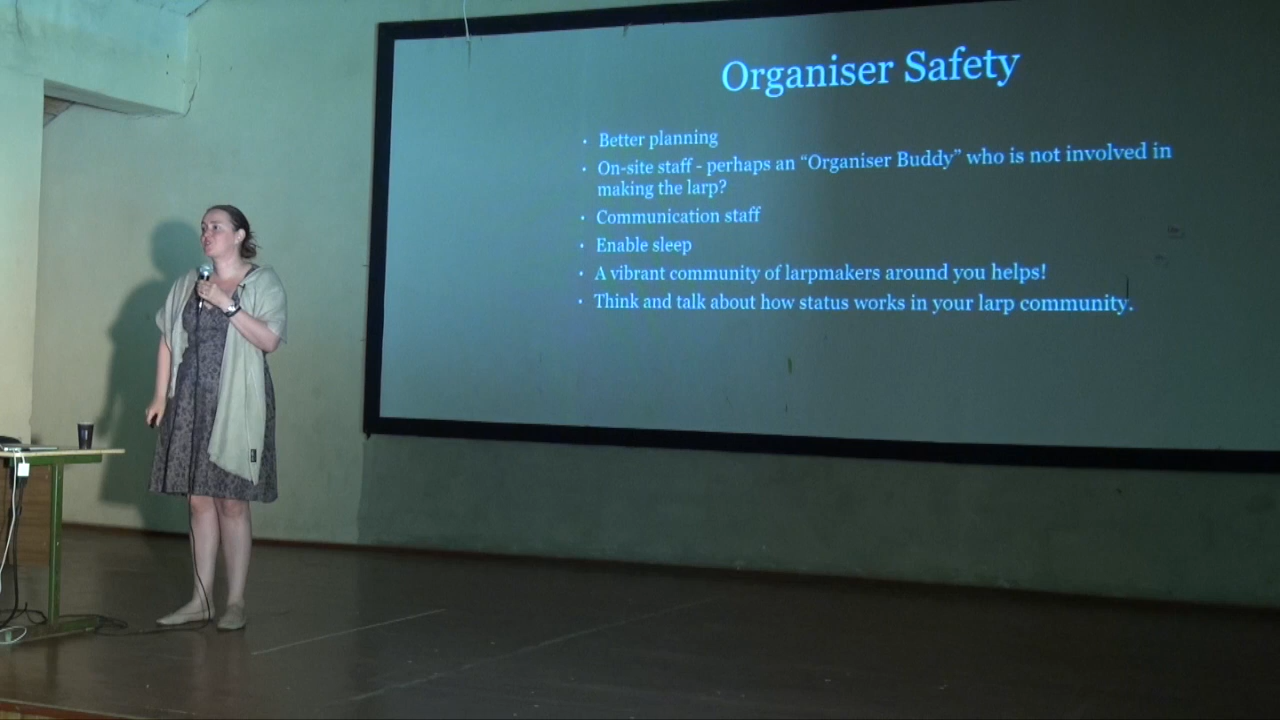 Organiser Safety
• Better planning
• On-site staff - perhaps an “Organiser Buddy” who is not involved in
making the larp?
• Communication staff
• Enable sleep
• A vibrant community of larpmakers around you helps!
• Think and talk about how status works in your larp community.